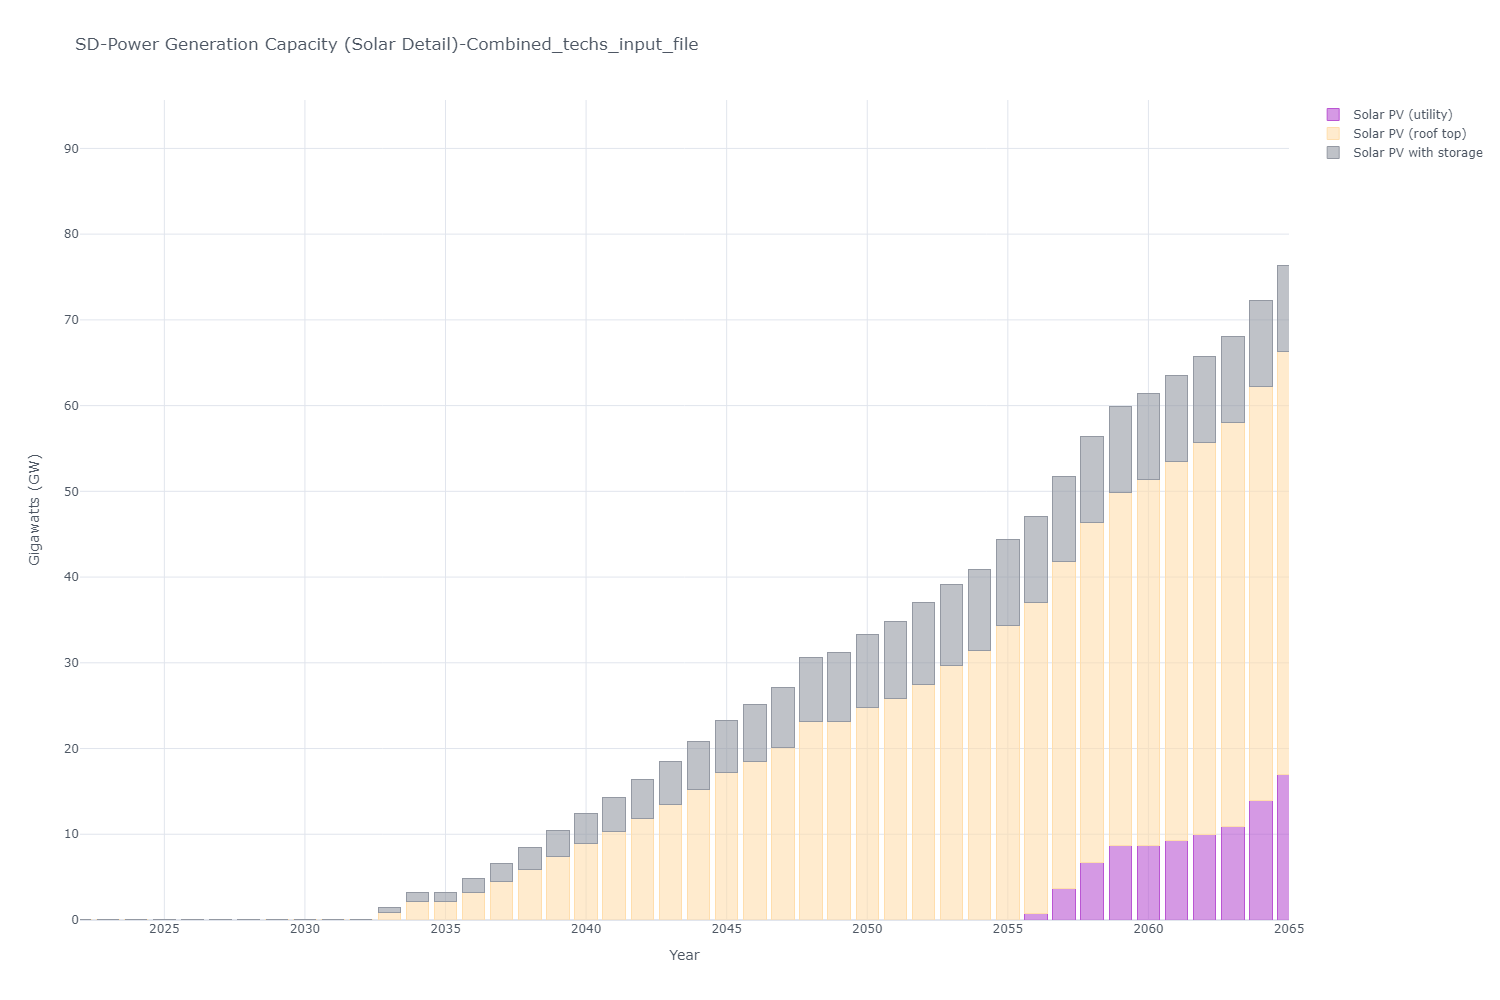 SD-Power Generation Capacity (Solar Detail)-Combined_techs_input_file
Solar PV (utility)
Solar PV (roof top)
Solar PV with storage
90
80
70
60
50
40
30
20
10
0
Gigawatts (GW)
2025 2030 2035 2040 2045 2050 2055 2060 2065
Year